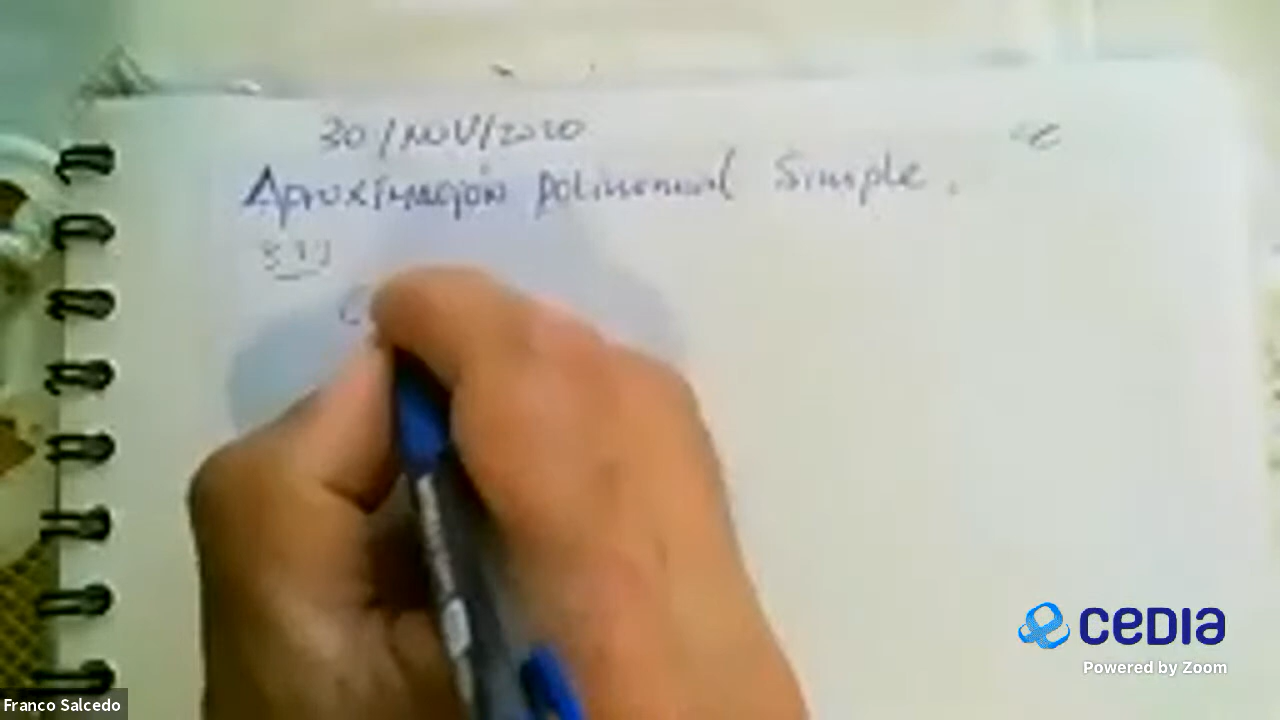 30/NOV/2020
Aproximación polinomial Simple.
CEDIA
Powered by Zoom
Franco Salcedo